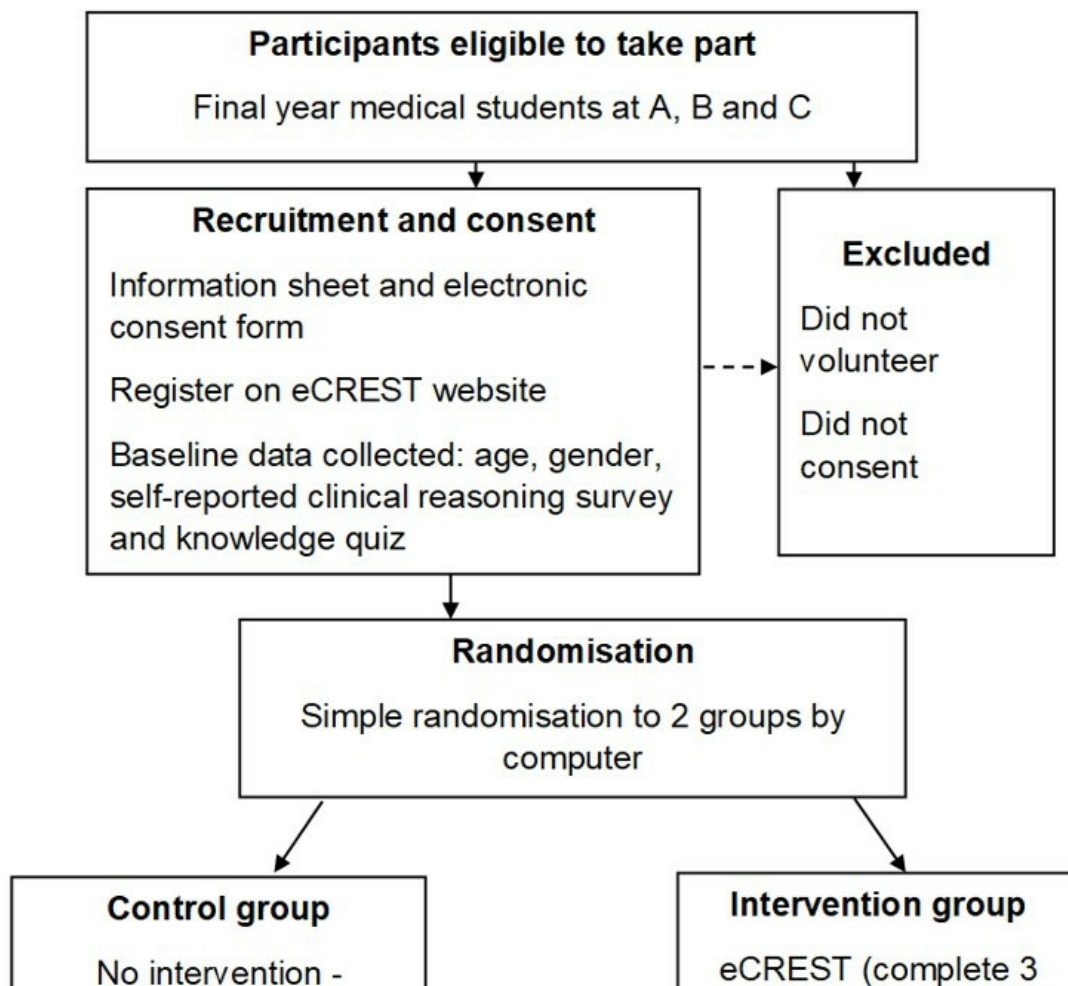 Participants eligible to take part
Final year medical students at A, B and C
Recruitment and consent
Information sheet and electronic
consent form
Register on eCREST website
Baseline data collected: age, gender,
self-reported clinical reasoning survey
and knowledge quiz
Excluded
Did not
volunteer
Did not
consent
Randomisation
Simple randomisation to 2 groups by
computer
Control group
No intervention -
Intervention group
eCREST (complete 3